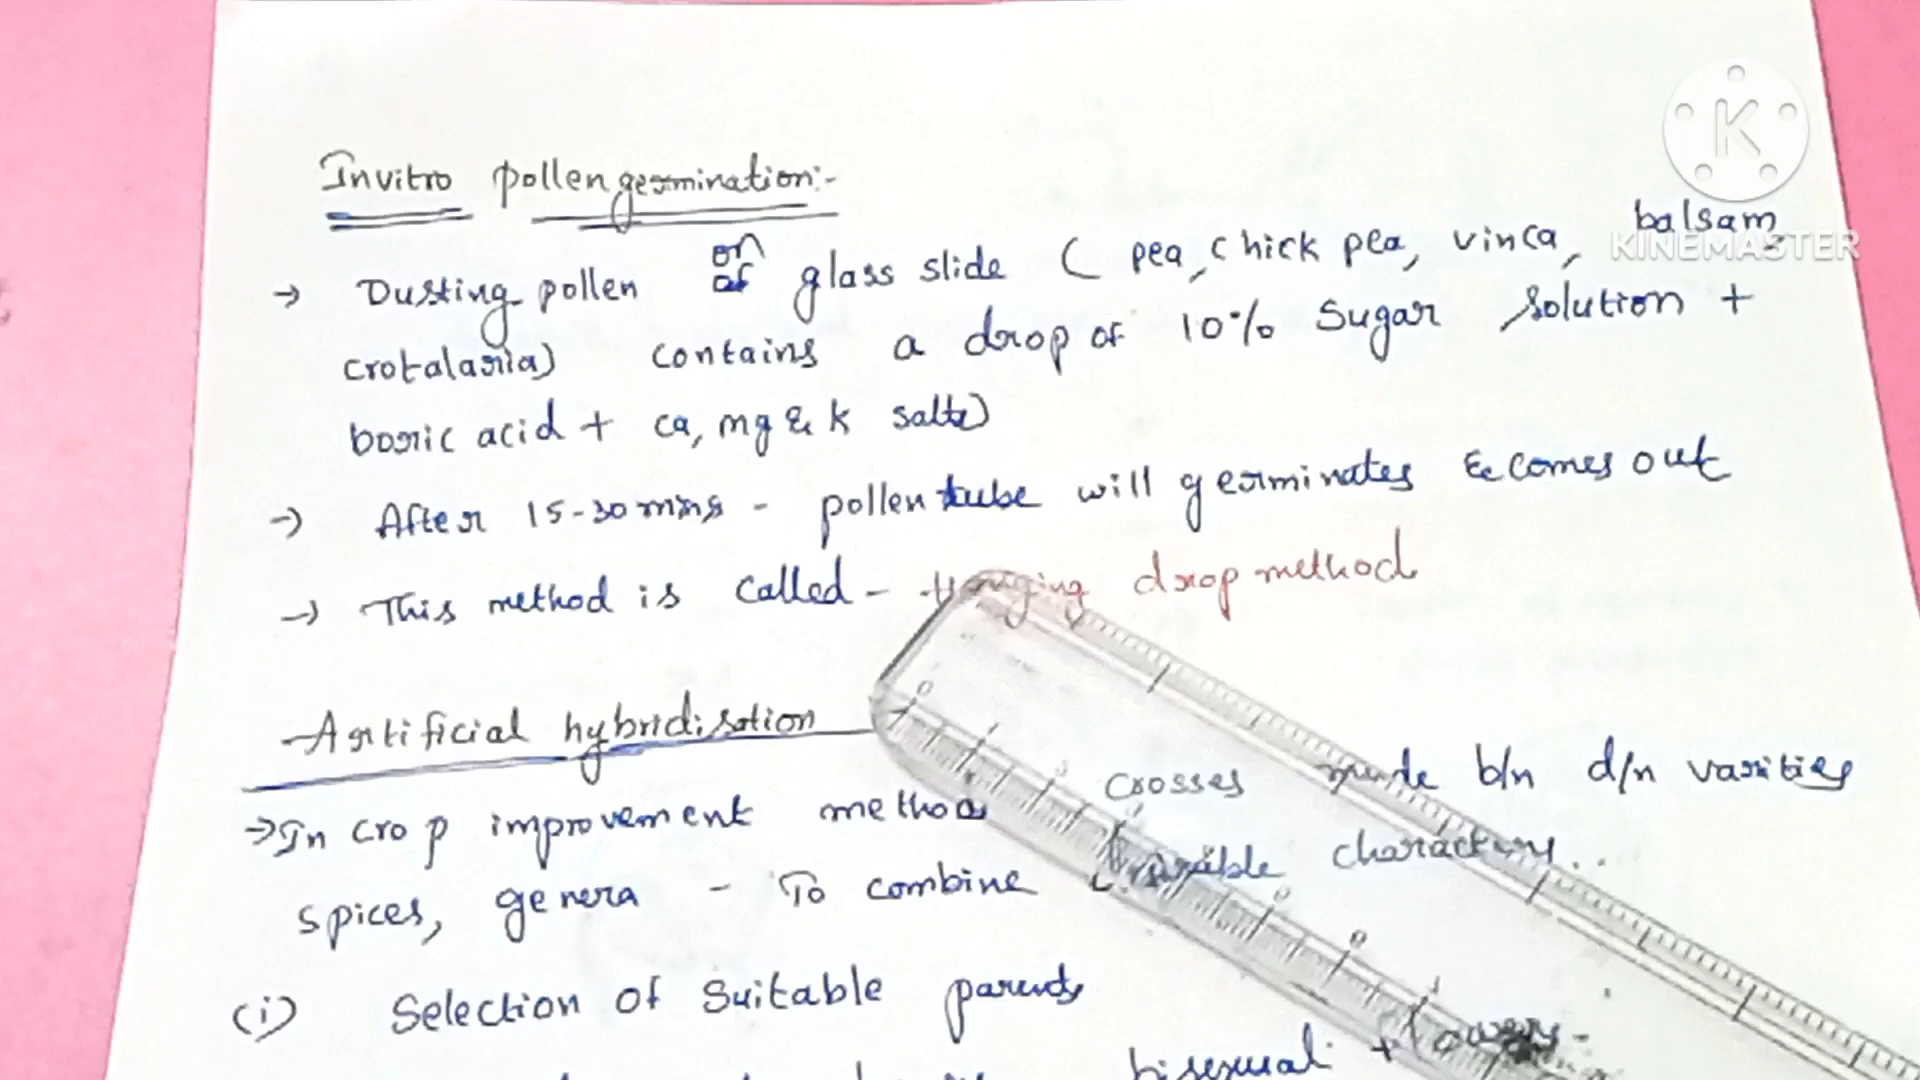 K
KINEMASTER
Invitro pollen germination:-
→ Dusting pollen on glass slide ( pea, chick pea, vinca, balsam,
crotalaria) contains a drop of 10% sugar solution +
boric acid + ca, mg & k salts)
→ After 15-30 mins - pollen tube will germinates & comes out
→ This method is called - Hanging drop method
Artificial hybridisation
→ In crop improvement method crosses made b/n d/n varities
spices, genera - To combine characters..
(i) Selection of suitable parents
bisexual flowers -